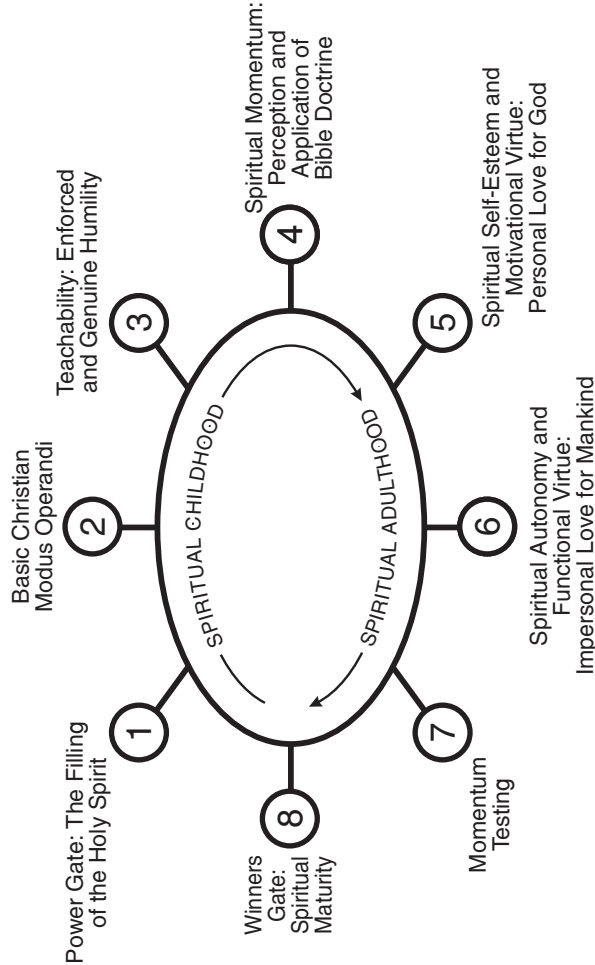 Power Gate: The Filling
of the Holy Spirit
1
Basic Christian
Modus Operandi
2
Teachability: Enforced
and Genuine Humility
3
Spiritual Momentum:
Perception and
Application of
Bible Doctrine
4
Spiritual Self-Esteem and
Motivational Virtue:
Personal Love for God
5
Spiritual Autonomy and
Functional Virtue:
Impersonal Love for Mankind
6
Momentum
Testing
7
Winners
Gate:
Spiritual
Maturity
8
SPIRITUAL CHILDHOOD
SPIRITUAL ADULTHOOD